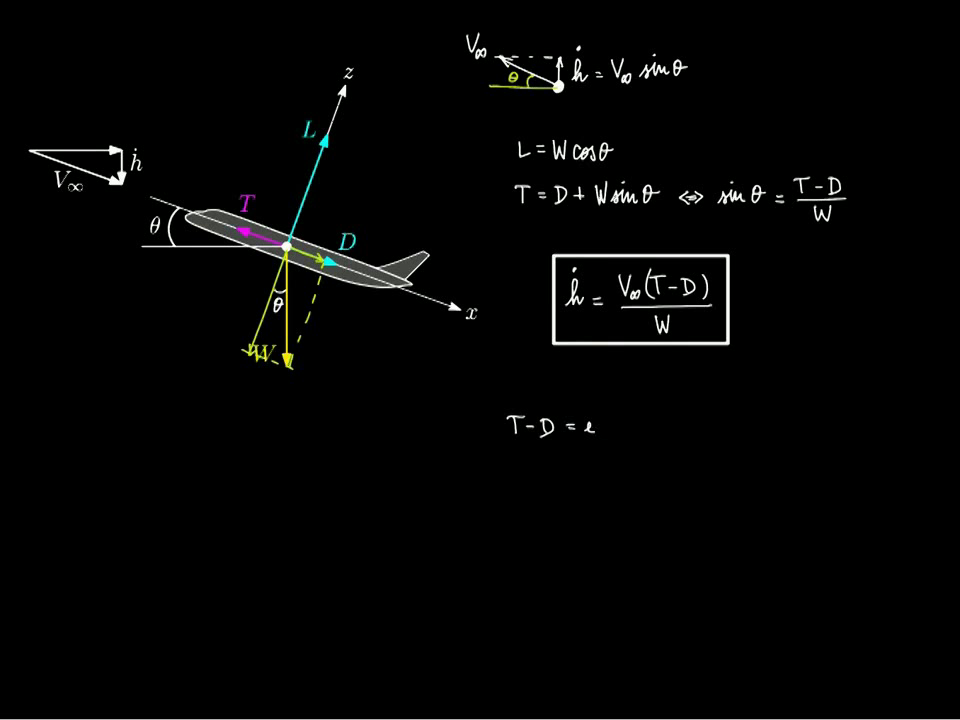 V∞ θ ḣ = V∞ sin θ
z
L
ḣ
V∞
L = W cos θ
T = D + W sin θ ⇔ sin θ = T-D / W
T
θ
D
ḣ = V∞ (T-D) / W
θ
x
W
T-D = e